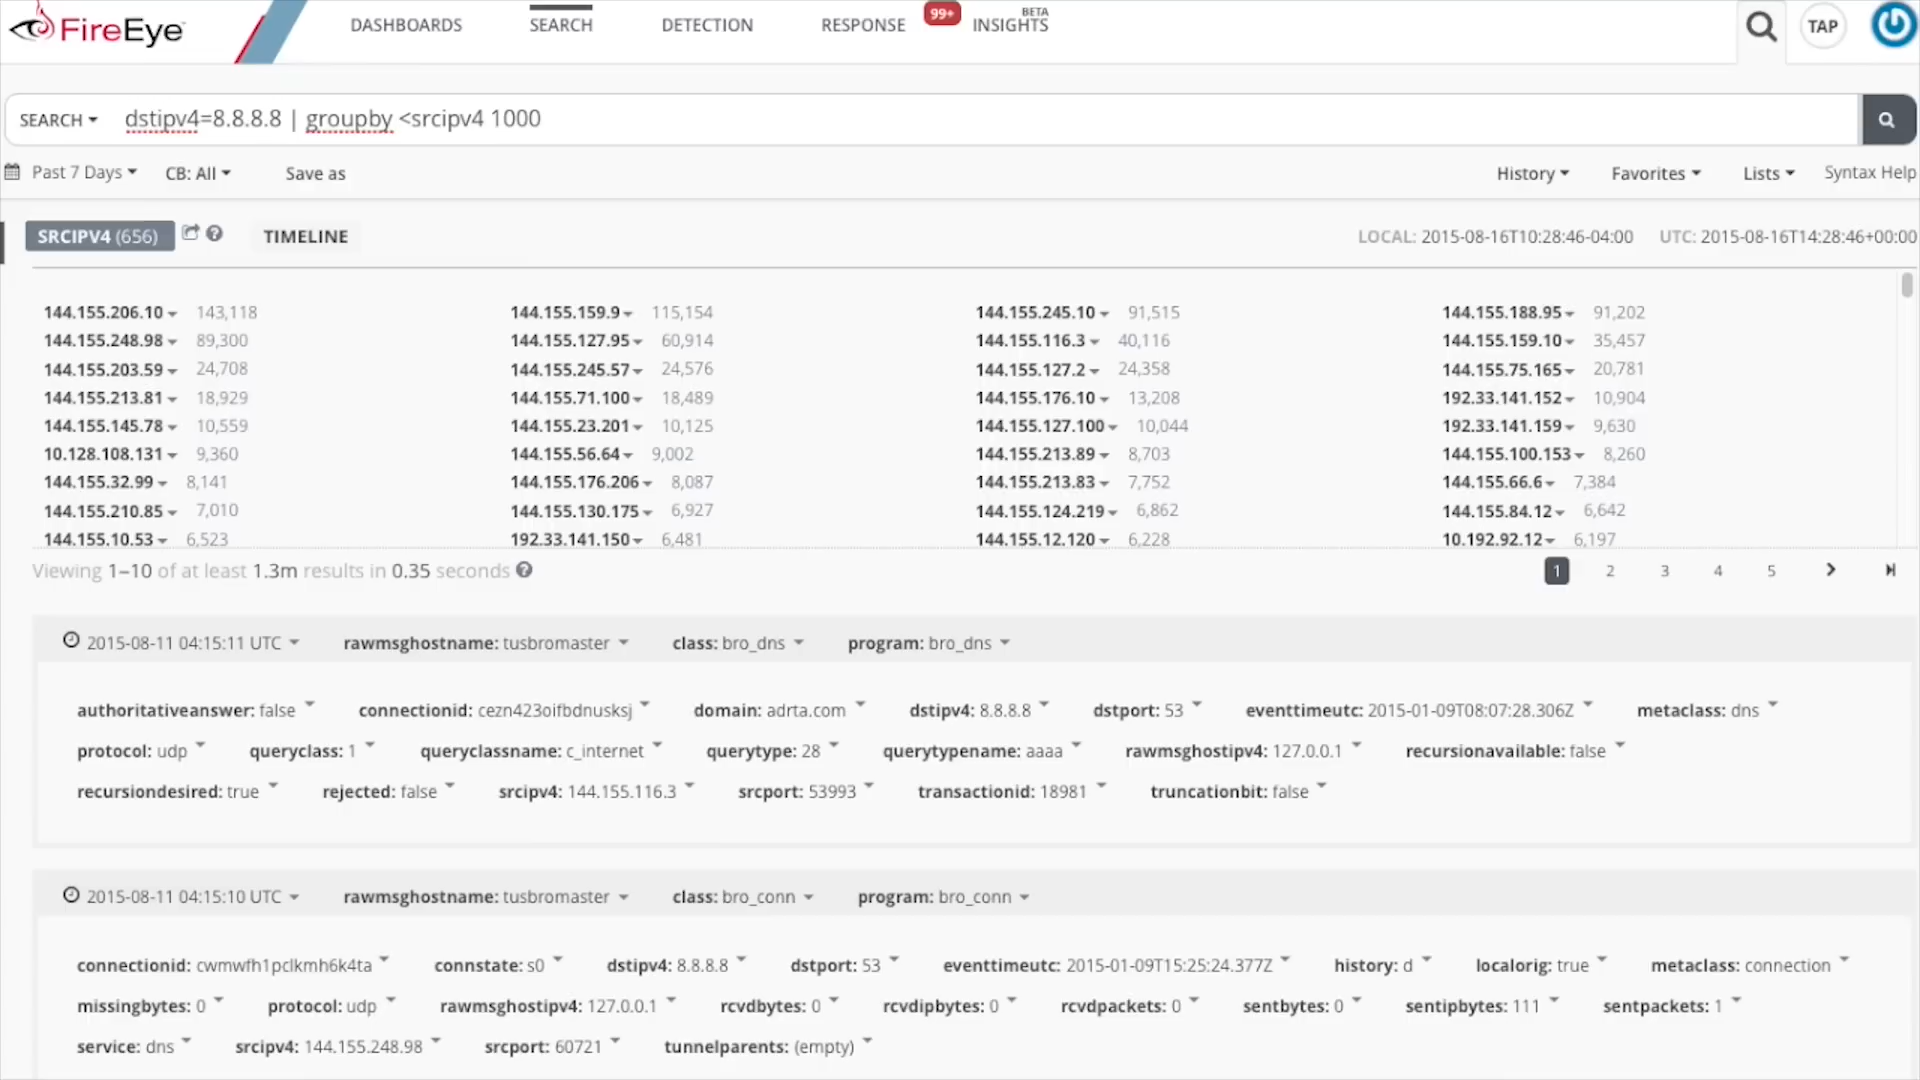 FireEye
DASHBOARDS SEARCH DETECTION RESPONSE 99+ INSIGHTS BETA TAP
SEARCH dstipv4=8.8.8.8 | groupby <srcipv4 1000
Past 7 Days CB: All Save as History Favorites Lists Syntax Help
SRCIPV4 (656) TIMELINE LOCAL: 2015-08-16T10:28:46-04:00 UTC: 2015-08-16T14:28:46+00:00
144.155.206.10 143,118 144.155.159.9 115,154 144.155.245.10 91,515 144.155.188.95 91,202
144.155.248.98 89,300 144.155.127.95 60,914 144.155.116.3 40,116 144.155.159.10 35,457
144.155.203.59 24,708 144.155.245.57 24,576 144.155.127.2 24,358 144.155.75.165 20,781
144.155.213.81 18,929 144.155.71.100 18,489 144.155.176.10 13,208 192.33.141.152 10,904
144.155.145.78 10,559 144.155.23.201 10,125 144.155.127.100 10,044 192.33.141.159 9,630
10.128.108.131 9,360 144.155.56.64 9,002 144.155.213.89 8,703 144.155.100.153 8,260
144.155.32.99 8,141 144.155.176.206 8,087 144.155.213.83 7,752 144.155.66.6 7,384
144.155.210.85 7,010 144.155.130.175 6,927 144.155.124.219 6,862 144.155.84.12 6,642
144.155.10.53 6,523 192.33.141.150 6,481 144.155.12.120 6,228 10.192.92.12 6,197
Viewing 1–10 of at least 1.3m results in 0.35 seconds 1 2 3 4 5
2015-08-11 04:15:11 UTC rawmsghostname: tusbromaster class: bro_dns program: bro_dns
authoritativeanswer: false connectionid: cezn423oifbdnusksj domain: adrta.com dstipv4: 8.8.8.8 dstport: 53 eventtimeutc: 2015-01-09T08:07:28.306Z metaclass: dns
protocol: udp queryclass: 1 queryclassname: c_internet querytype: 28 querytypename: aaaa rawmsghostipv4: 127.0.0.1 recursionavailable: false
recursiondesired: true rejected: false srcipv4: 144.155.116.3 srcport: 53993 transactionid: 18981 truncationbit: false
2015-08-11 04:15:10 UTC rawmsghostname: tusbromaster class: bro_conn program: bro_conn
connectionid: cwmwfh1pclkmh6k4ta connstate: s0 dstipv4: 8.8.8.8 dstport: 53 eventtimeutc: 2015-01-09T15:25:24.377Z history: d localorig: true metaclass: connection
missingbytes: 0 protocol: udp rawmsghostipv4: 127.0.0.1 rcvdbytes: 0 rcvdipbytes: 0 rcvdpackets: 0 sentbytes: 0 sentipbytes: 111 sentpackets: 1
service: dns srcipv4: 144.155.248.98 srcport: 60721 tunnelparents: (empty)